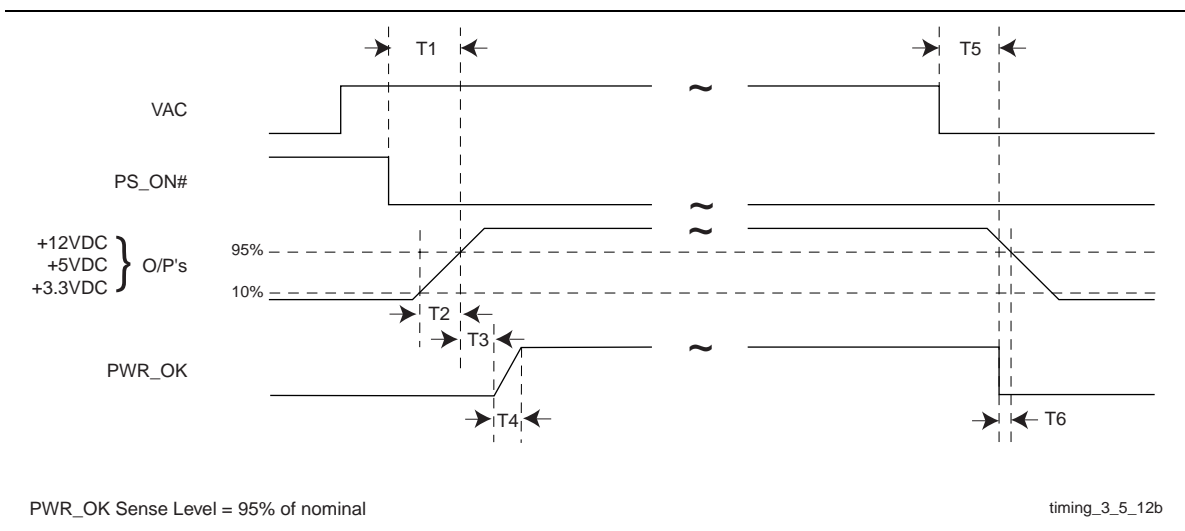 T1
T5
VAC
PS_ON#
+12VDC
+5VDC
+3.3VDC
} O/P's
95%
10%
T2
T3
PWR_OK
T4
T6
PWR_OK Sense Level = 95% of nominal
timing_3_5_12b